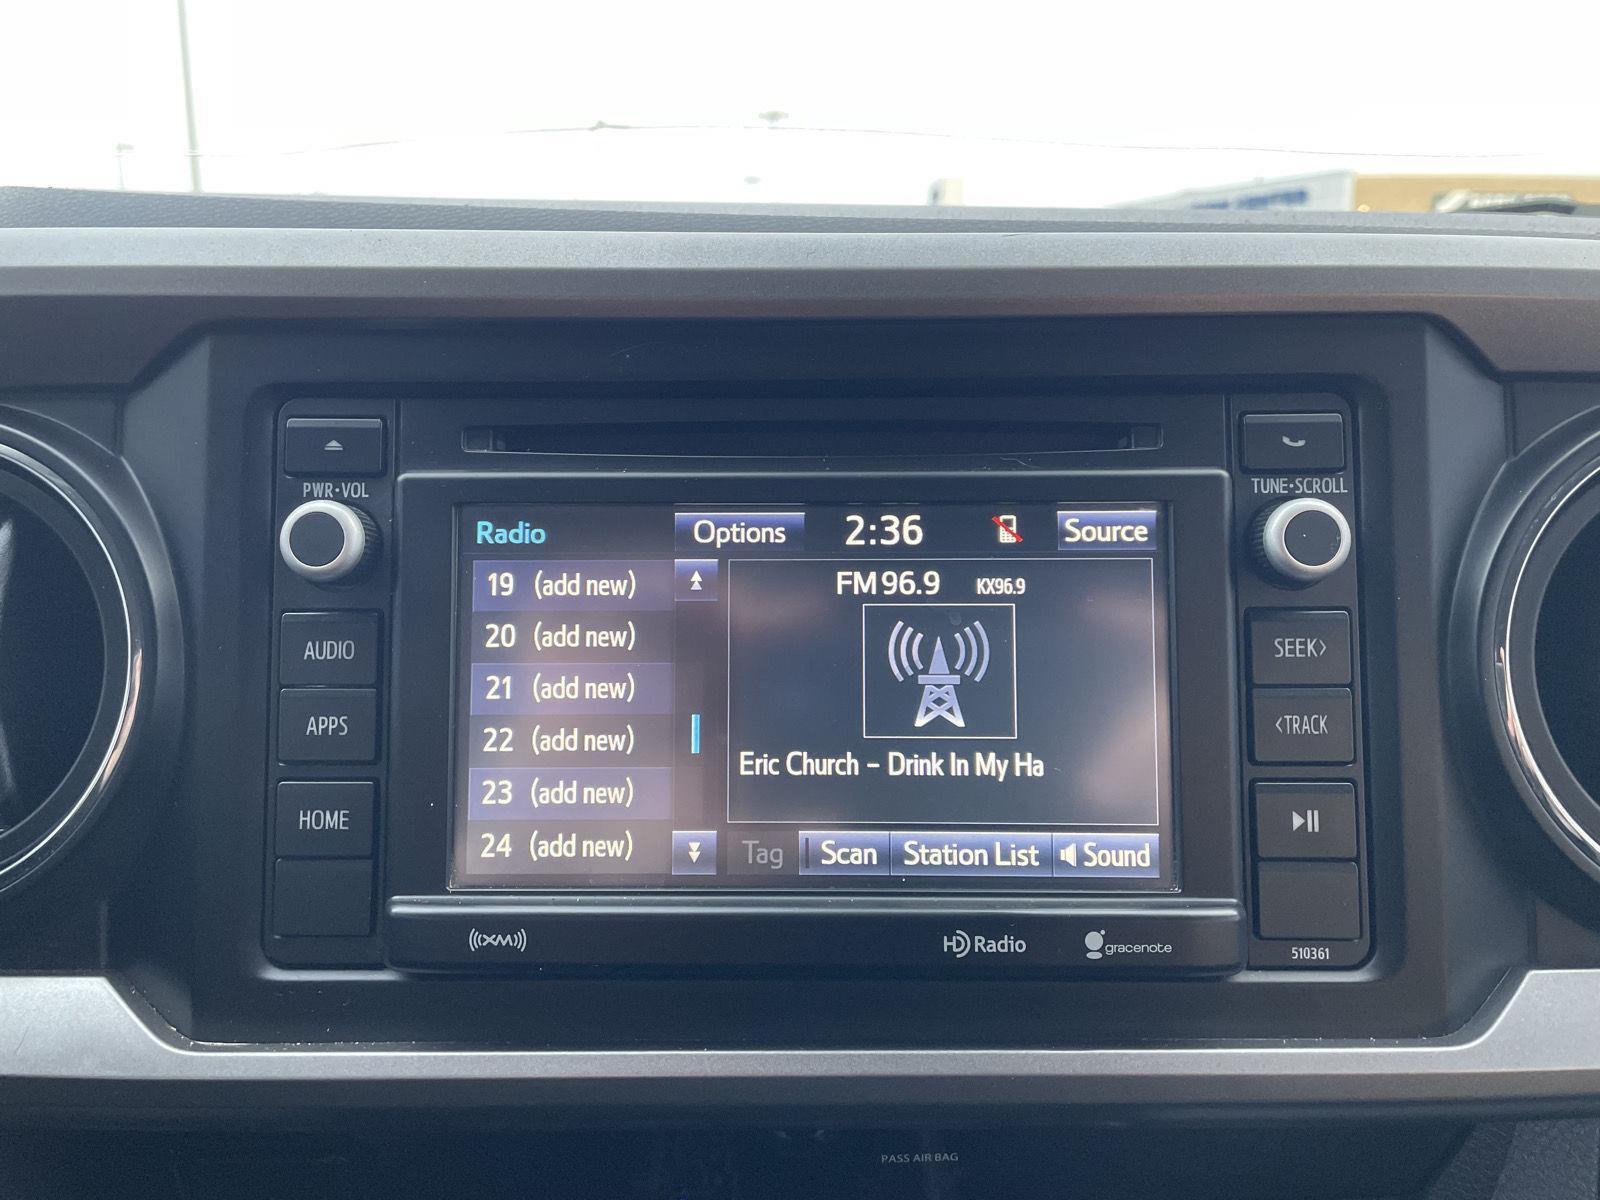 PWR•VOL
AUDIO
APPS
HOME
Radio
Options
2:36
Source
19 (add new)
20 (add new)
21 (add new)
22 (add new)
23 (add new)
24 (add new)
FM 96.9 KX96.9
Eric Church – Drink In My Ha
Tag
Scan
Station List
Sound
TUNE•SCROLL
SEEK>
<TRACK
510361
((XM))
HD Radio
gracenote
PASS AIR BAG